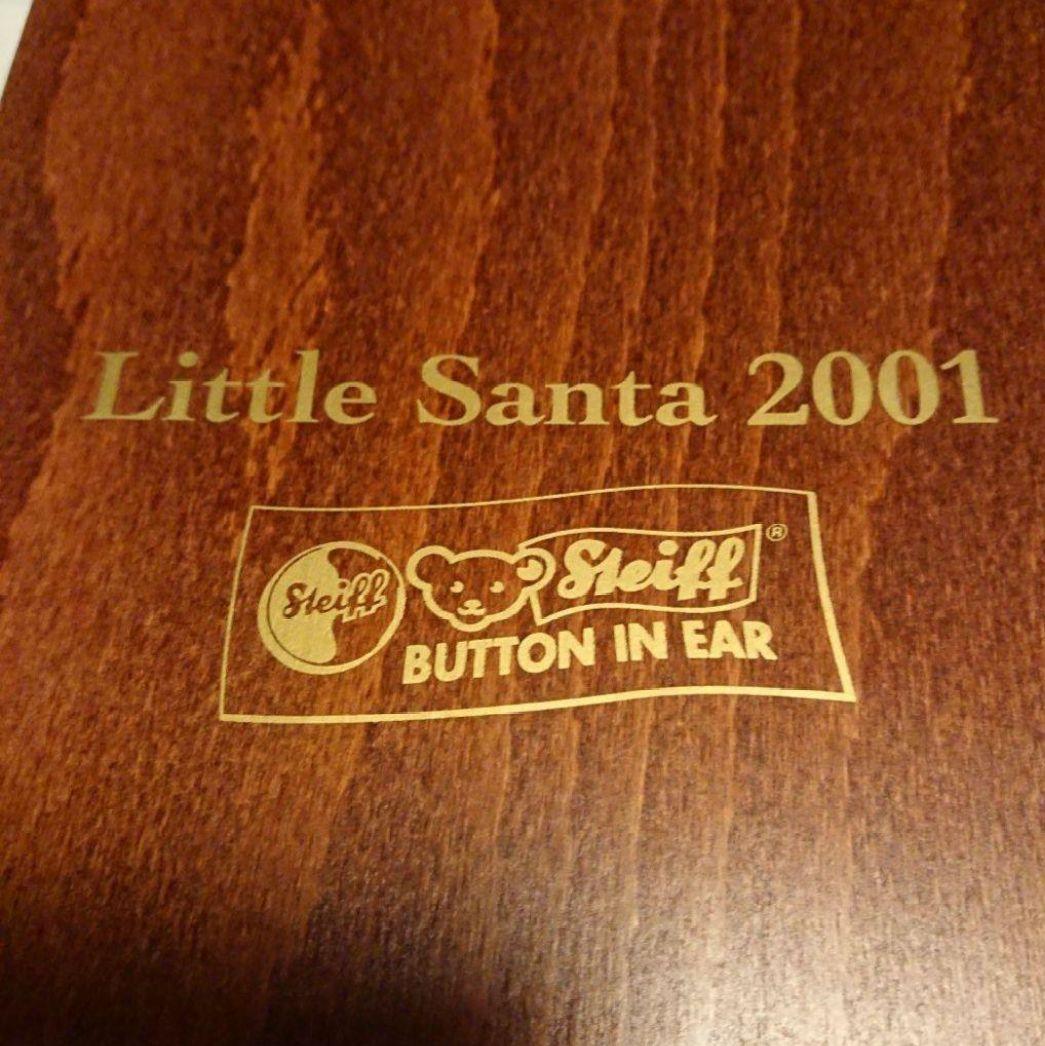 Little Santa 2001
Steiff
Steiff ®
BUTTON IN EAR